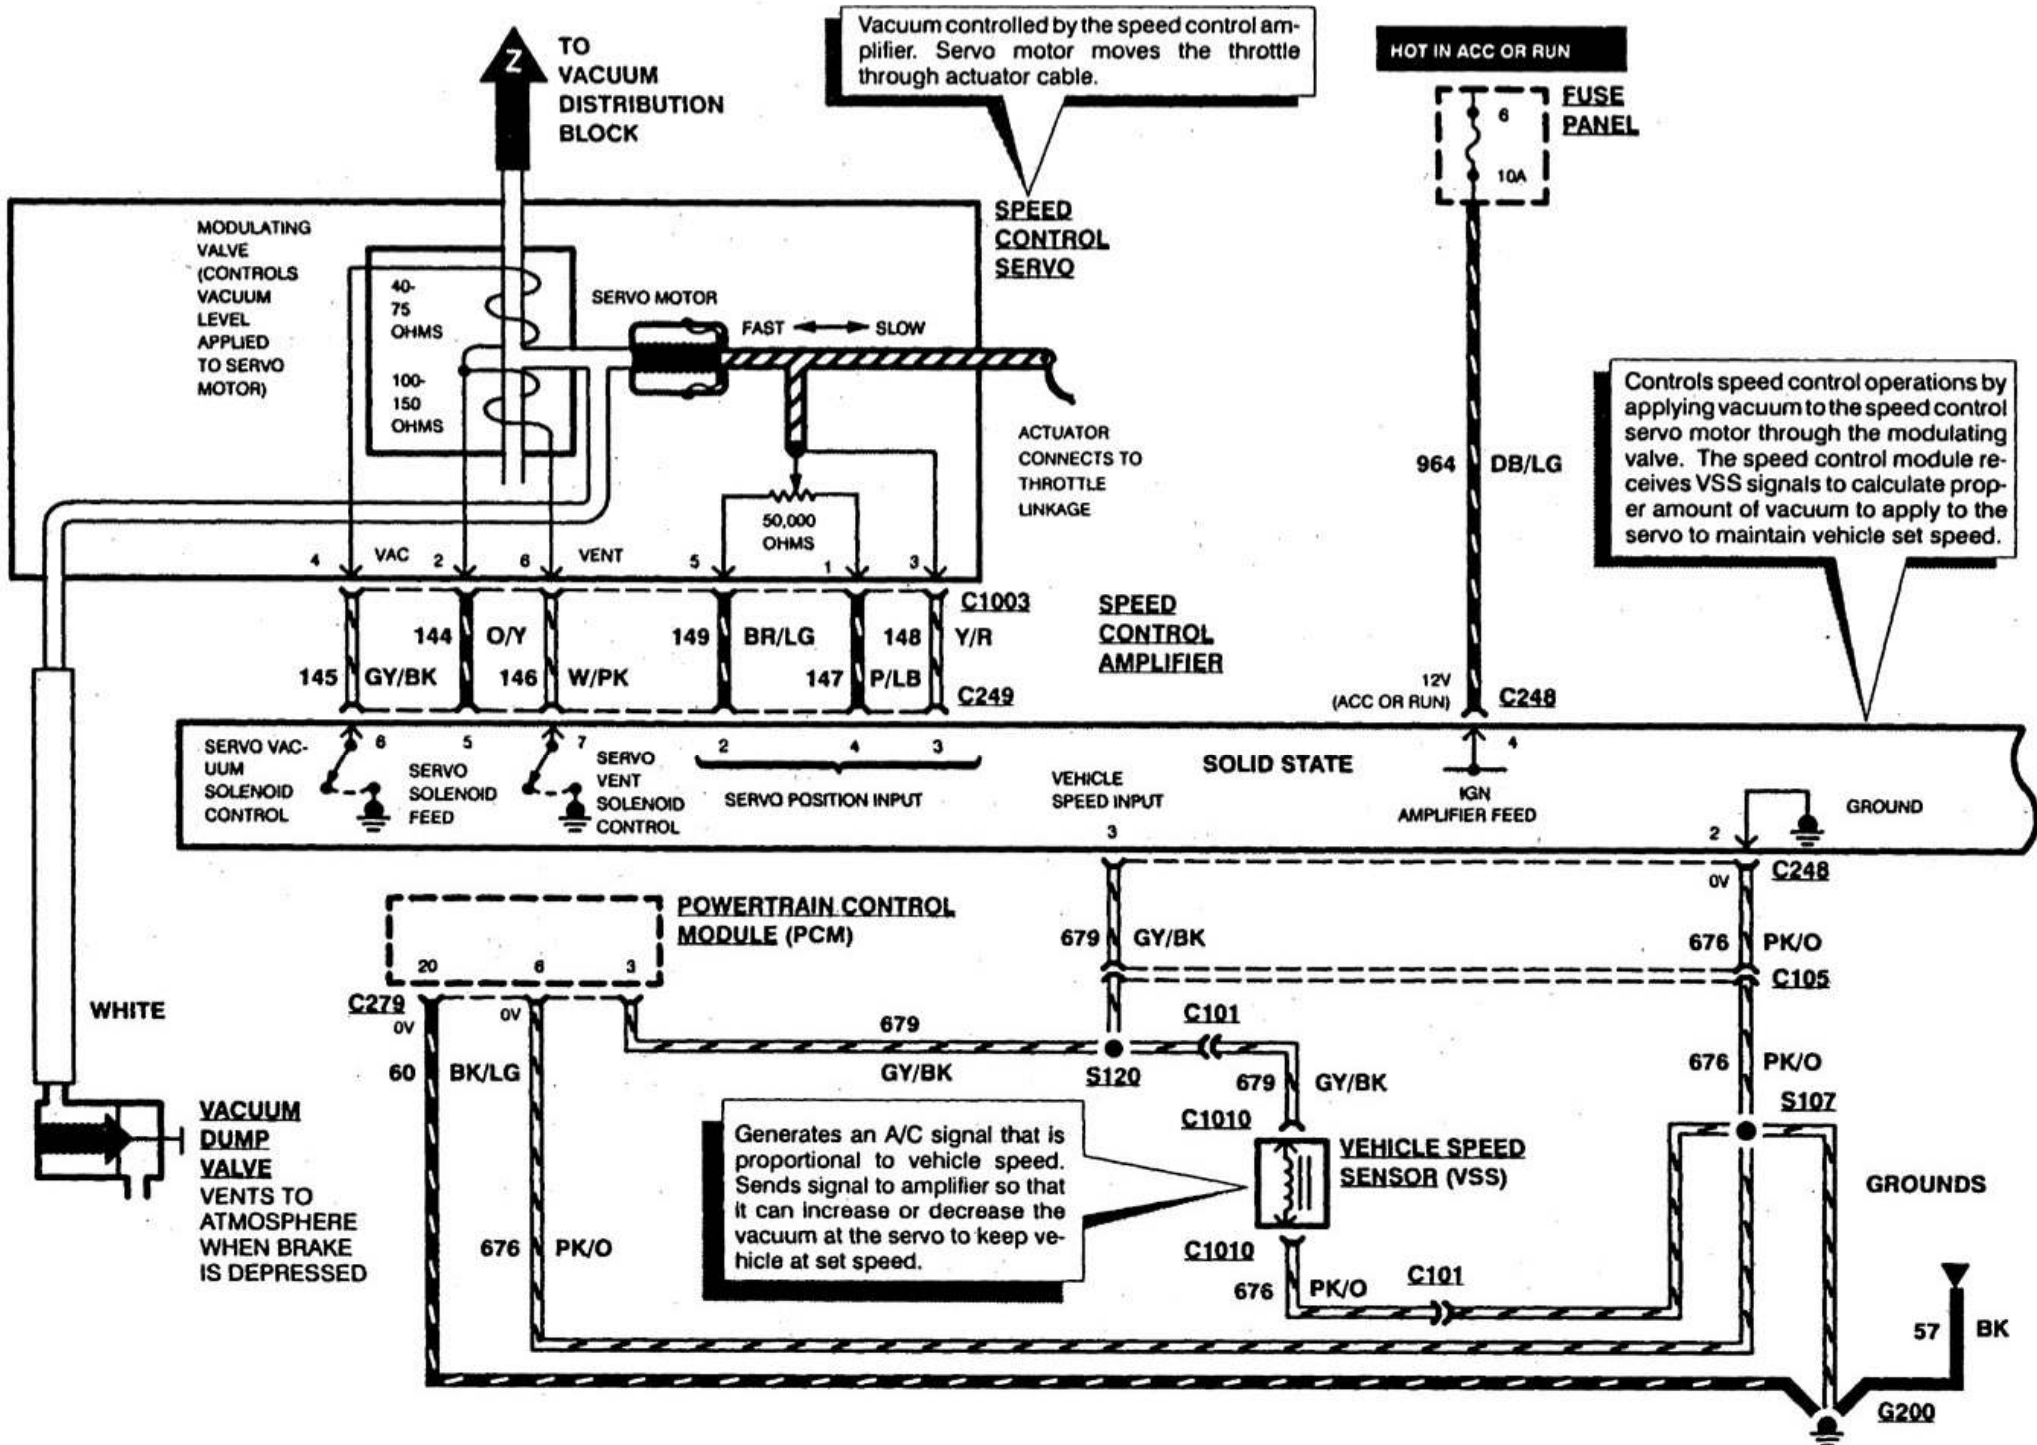 Z
TO
VACUUM
DISTRIBUTION
BLOCK
Vacuum controlled by the speed control am-
plifier. Servo motor moves the throttle
through actuator cable.
HOT IN ACC OR RUN
FUSE
PANEL
6
10A
SPEED
CONTROL
SERVO
MODULATING
VALVE
(CONTROLS
VACUUM
LEVEL
APPLIED
TO SERVO
MOTOR)
40-
75
OHMS
100-
150
OHMS
SERVO MOTOR
FAST
SLOW
ACTUATOR
CONNECTS TO
THROTTLE
LINKAGE
50,000
OHMS
964
DB/LG
Controls speed control operations by
applying vacuum to the speed control
servo motor through the modulating
valve. The speed control module re-
ceives VSS signals to calculate prop-
er amount of vacuum to apply to the
servo to maintain vehicle set speed.
4
VAC
2
6
VENT
5
1
3
C1003
144
O/Y
149
BR/LG
148
Y/R
145
GY/BK
146
W/PK
147
P/LB
C249
SPEED
CONTROL
AMPLIFIER
12V
(ACC OR RUN)
C248
SERVO VAC-
UUM
SOLENOID
CONTROL
6
5
SERVO
SOLENOID
FEED
7
SERVO
VENT
SOLENOID
CONTROL
2
4
3
SERVO POSITION INPUT
VEHICLE
SPEED INPUT
3
SOLID STATE
4
IGN
AMPLIFIER FEED
2
GROUND
C248
0V
POWERTRAIN CONTROL
MODULE (PCM)
20
6
3
C279
0V
0V
679
GY/BK
676
PK/O
C105
WHITE
60
BK/LG
679
GY/BK
S120
C101
679
GY/BK
C1010
676
PK/O
S107
VACUUM
DUMP
VALVE
VENTS TO
ATMOSPHERE
WHEN BRAKE
IS DEPRESSED
676
PK/O
Generates an A/C signal that is
proportional to vehicle speed.
Sends signal to amplifier so that
it can increase or decrease the
vacuum at the servo to keep ve-
hicle at set speed.
VEHICLE SPEED
SENSOR (VSS)
C1010
676
PK/O
C101
GROUNDS
57
BK
G200